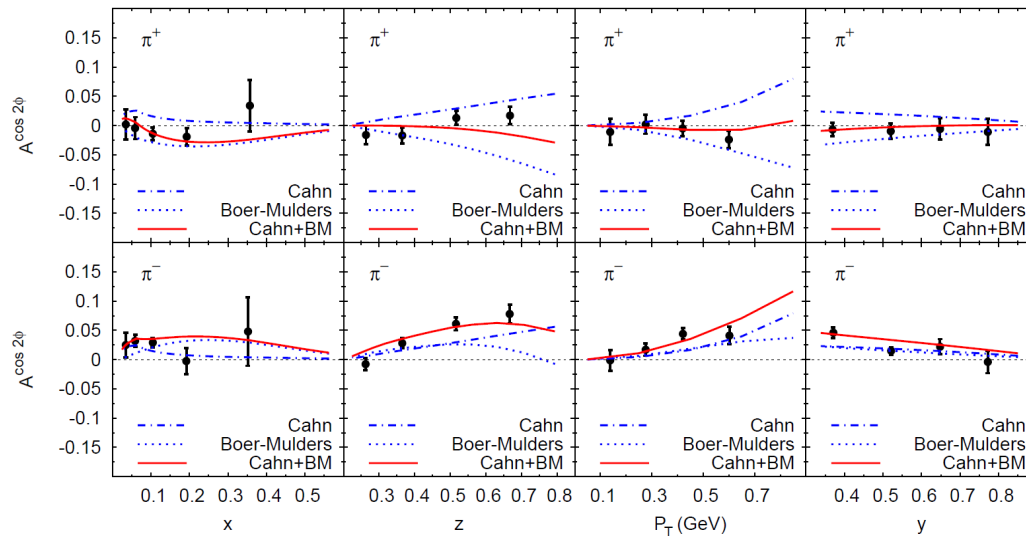 π+ π+ π+ π+
0.15
0.1
0.05
0
-0.05
-0.1
-0.15
A^cos 2ϕ
Cahn Cahn Cahn Cahn
Boer-Mulders Boer-Mulders Boer-Mulders Boer-Mulders
Cahn+BM Cahn+BM Cahn+BM Cahn+BM
π− π− π− π−
0.15
0.1
0.05
0
-0.05
-0.1
-0.15
A^cos 2ϕ
Cahn Cahn Cahn Cahn
Boer-Mulders Boer-Mulders Boer-Mulders Boer-Mulders
Cahn+BM Cahn+BM Cahn+BM Cahn+BM
0.1 0.2 0.3 0.4 0.5 0.3 0.4 0.5 0.6 0.7 0.8 0.1 0.3 0.5 0.7 0.4 0.5 0.6 0.7 0.8
x z P_T (GeV) y